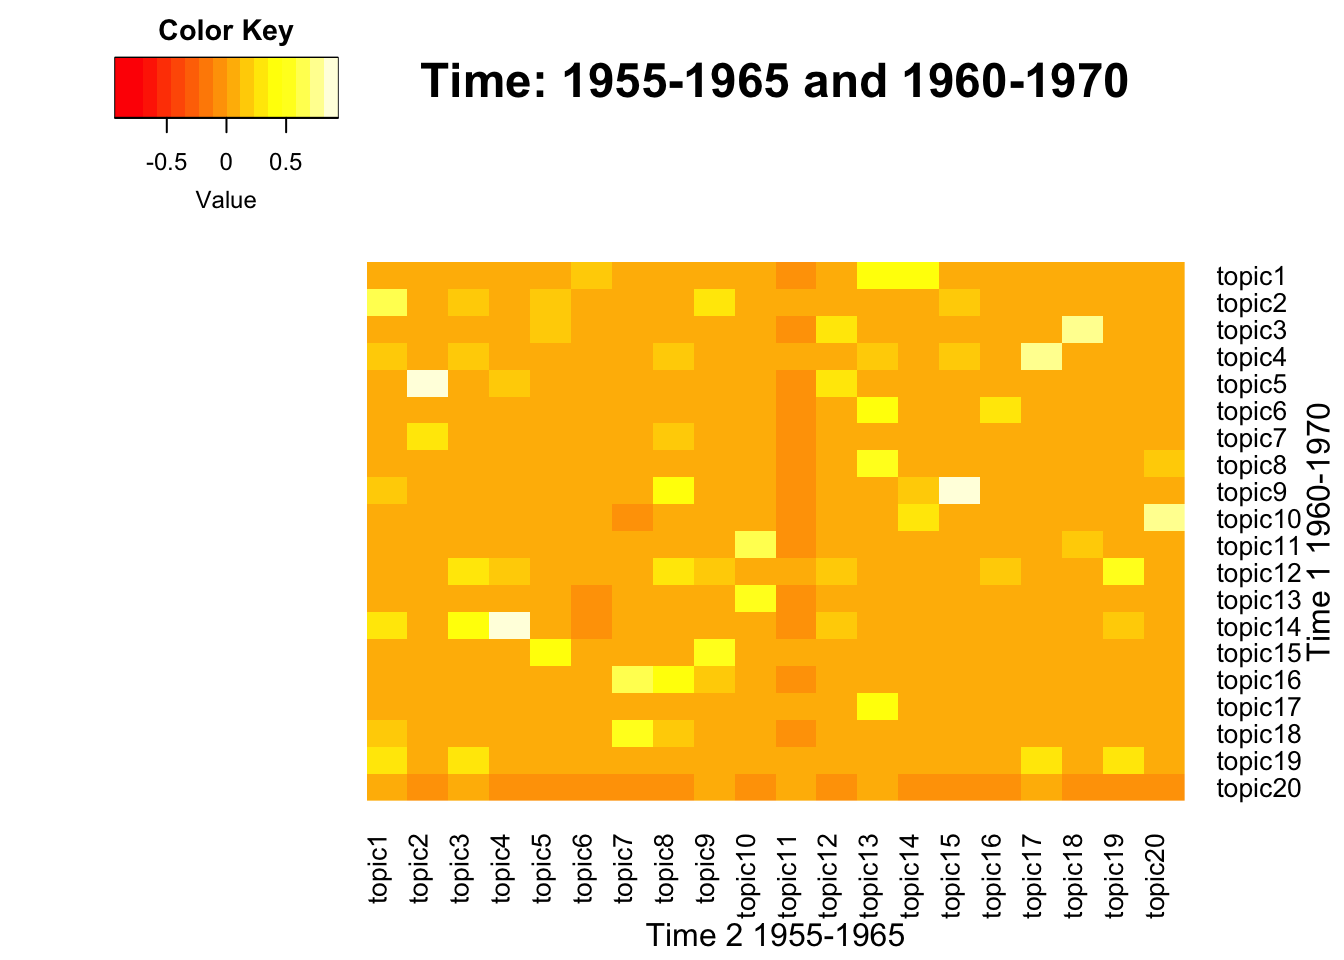 Color Key
Time: 1955-1965 and 1960-1970
-0.5 0 0.5
Value
topic1
topic2
topic3
topic4
topic5
topic6
topic7
topic8
topic9
topic10
topic11
topic12
topic13
topic14
topic15
topic16
topic17
topic18
topic19
topic20
Time 1 1960-1970
topic1
topic2
topic3
topic4
topic5
topic6
topic7
topic8
topic9
topic10
topic11
topic12
topic13
topic14
topic15
topic16
topic17
topic18
topic19
topic20
Time 2 1955-1965